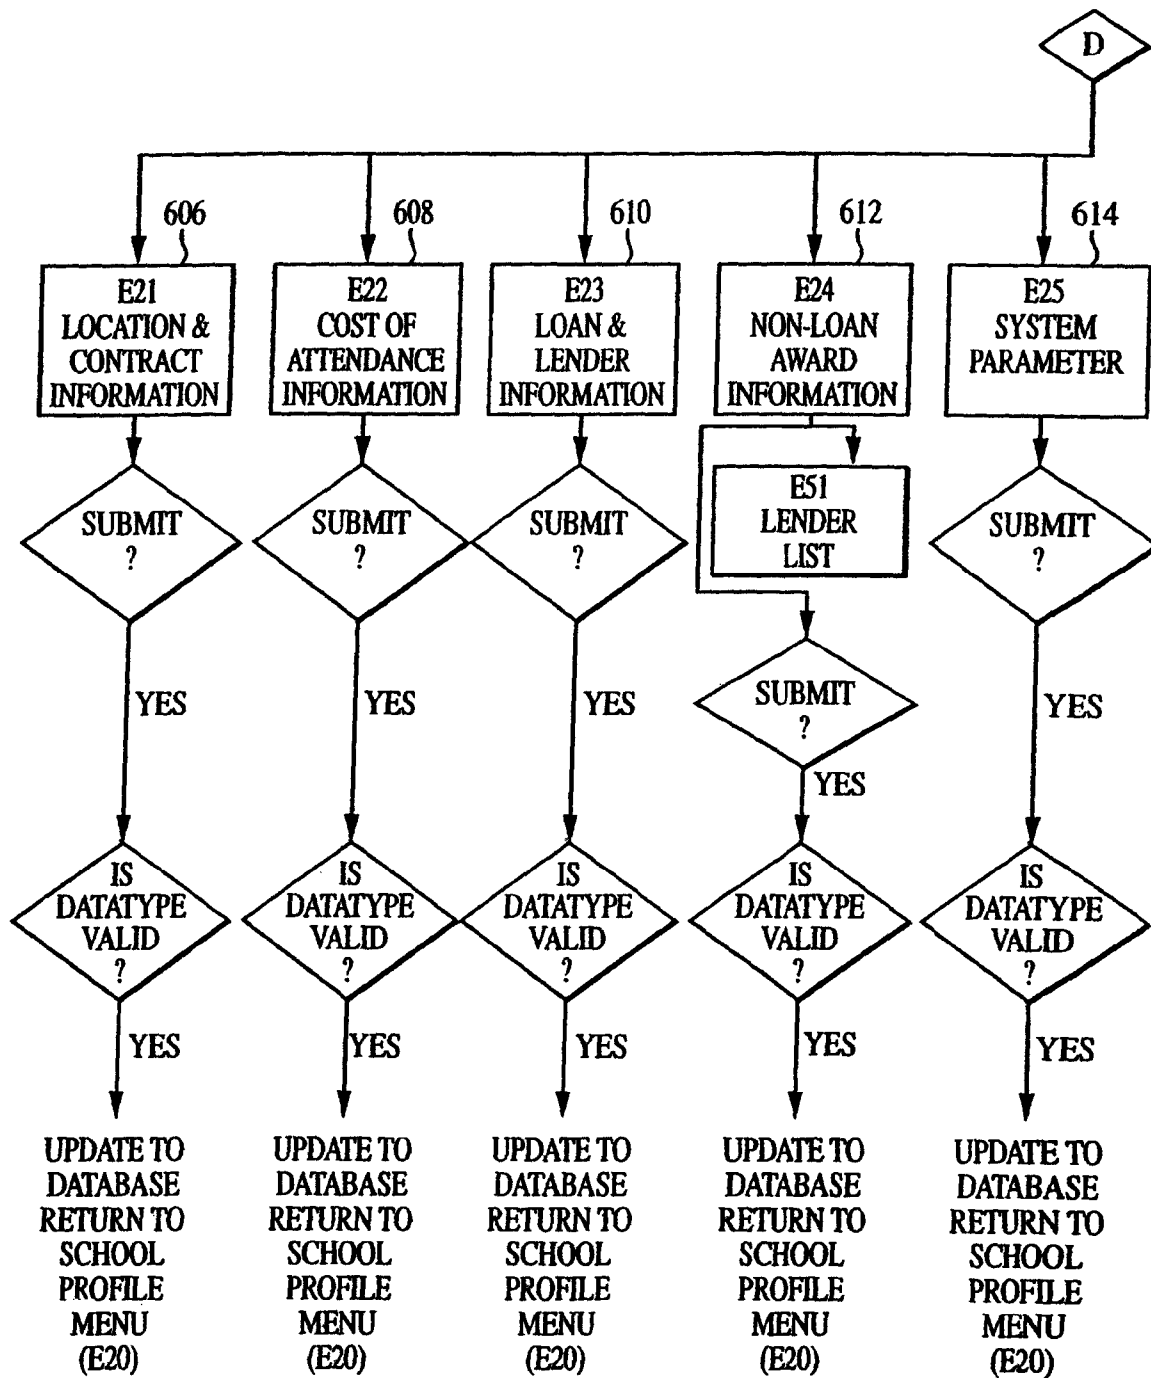 D
606
608
610
612
614
E21
LOCATION &
CONTRACT
INFORMATION
E22
COST OF
ATTENDANCE
INFORMATION
E23
LOAN &
LENDER
INFORMATION
E24
NON-LOAN
AWARD
INFORMATION
E25
SYSTEM
PARAMETER
E51
LENDER
LIST
SUBMIT
?
SUBMIT
?
SUBMIT
?
SUBMIT
?
SUBMIT
?
YES
YES
YES
YES
YES
IS
DATATYPE
VALID
?
IS
DATATYPE
VALID
?
IS
DATATYPE
VALID
?
IS
DATATYPE
VALID
?
IS
DATATYPE
VALID
?
YES
YES
YES
YES
YES
UPDATE TO
DATABASE
RETURN TO
SCHOOL
PROFILE
MENU
(E20)
UPDATE TO
DATABASE
RETURN TO
SCHOOL
PROFILE
MENU
(E20)
UPDATE TO
DATABASE
RETURN TO
SCHOOL
PROFILE
MENU
(E20)
UPDATE TO
DATABASE
RETURN TO
SCHOOL
PROFILE
MENU
(E20)
UPDATE TO
DATABASE
RETURN TO
SCHOOL
PROFILE
MENU
(E20)